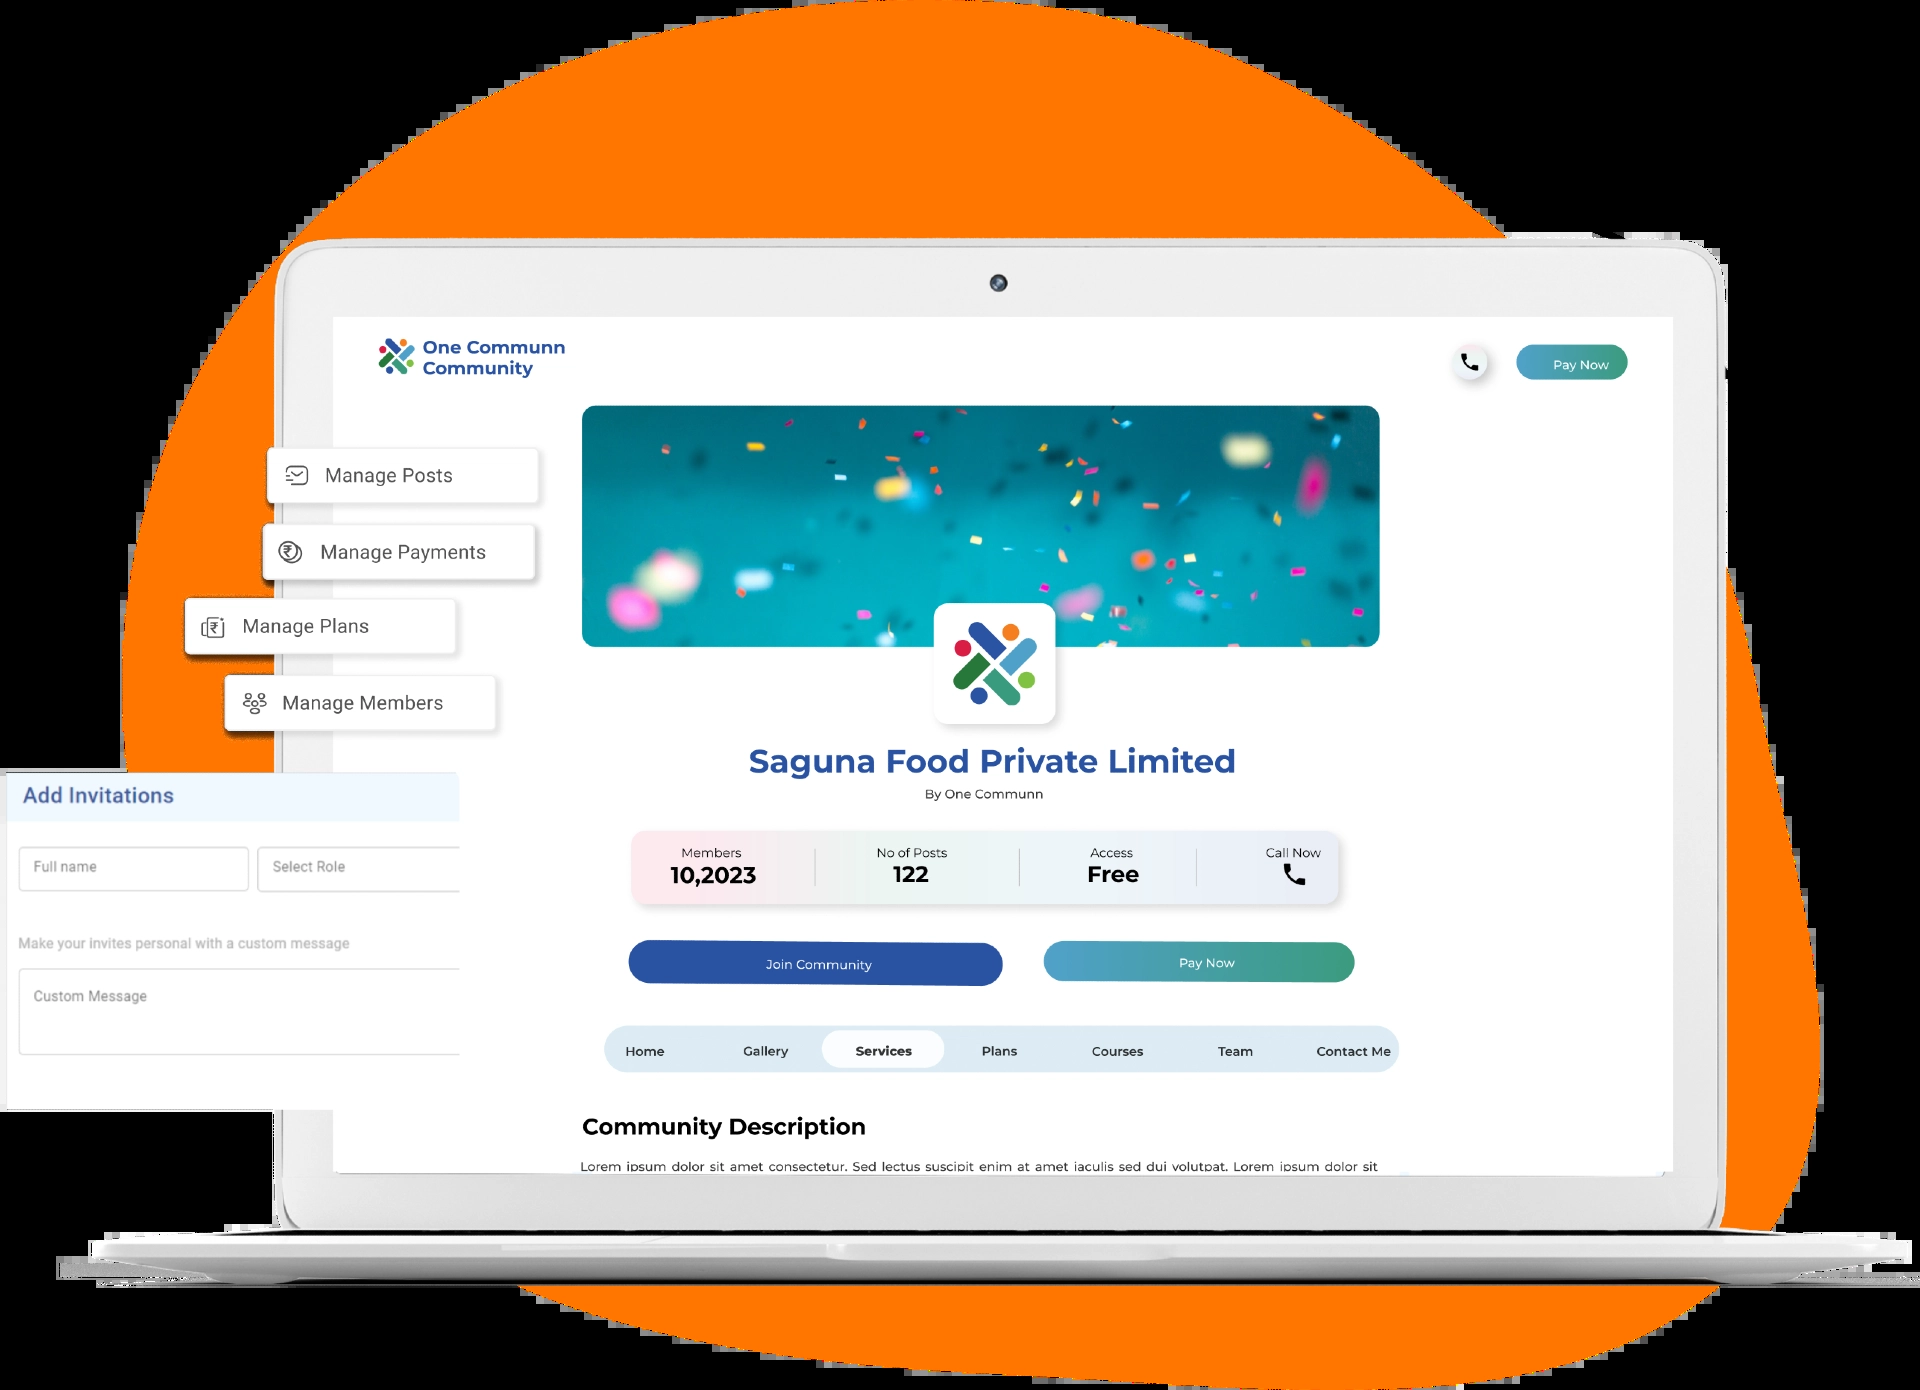 One Communn
Community
Pay Now
Manage Posts
Manage Payments
Manage Plans
Manage Members
Add Invitations
Full name
Select Role
Make your invites personal with a custom message
Custom Message
Saguna Food Private Limited
By One Communn
Members
No of Posts
Access
Call Now
10,2023
122
Free
Join Community
Pay Now
Home
Gallery
Services
Plans
Courses
Team
Contact Me
Community Description
Lorem ipsum dolor sit amet consectetur. Sed lectus suscipit enim at amet iaculis sed dui volutpat. Lorem ipsum dolor sit